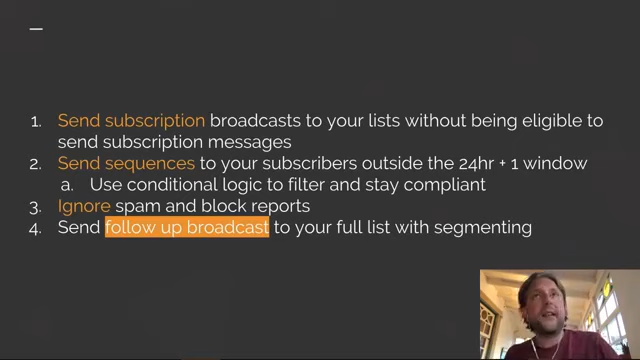 1. Send subscription broadcasts to your lists without being eligible to
send subscription messages
2. Send sequences to your subscribers outside the 24hr + 1 window
a. Use conditional logic to filter and stay compliant
3. Ignore spam and block reports
4. Send follow up broadcast to your full list with segmenting